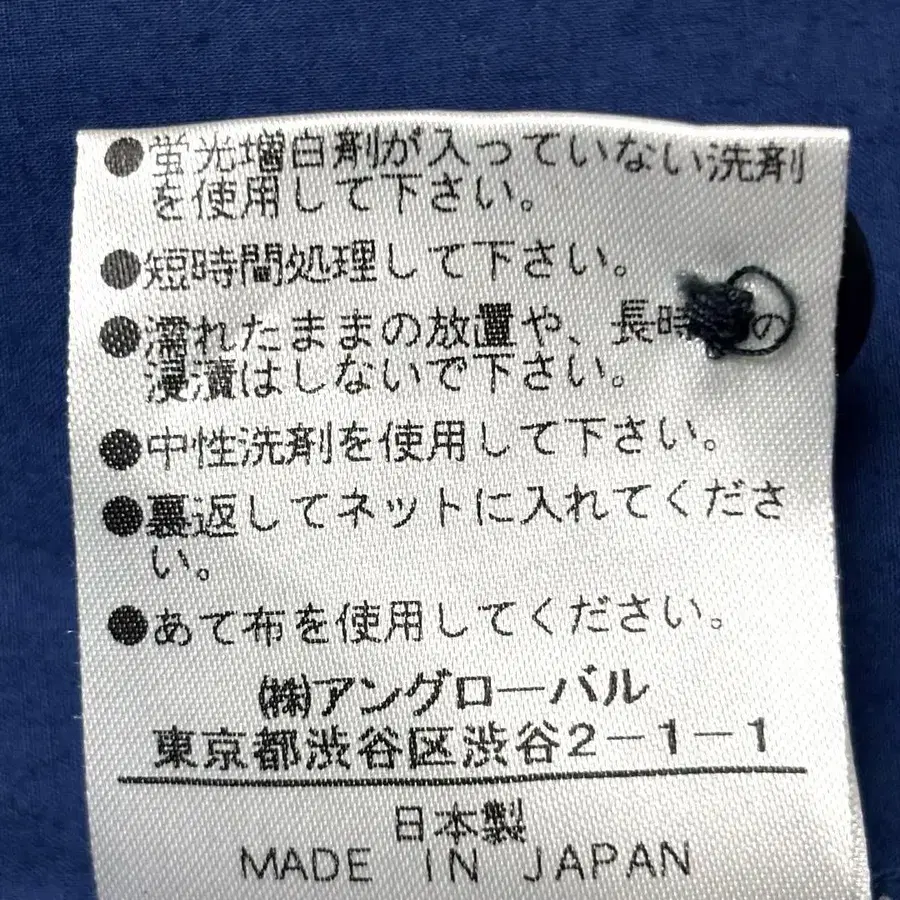 ●蛍光増白剤が入っていない洗剤
を使用して下さい。
●短時間処理して下さい。
●濡れたままの放置や、長時の
浸漬はしないで下さい。
●中性洗剤を使用して下さい。
●裏返してネットに入れてくださ
い。
●あて布を使用してください。
㈱アングローバル
東京都渋谷区渋谷2-1-1
日本製
MADE IN JAPAN